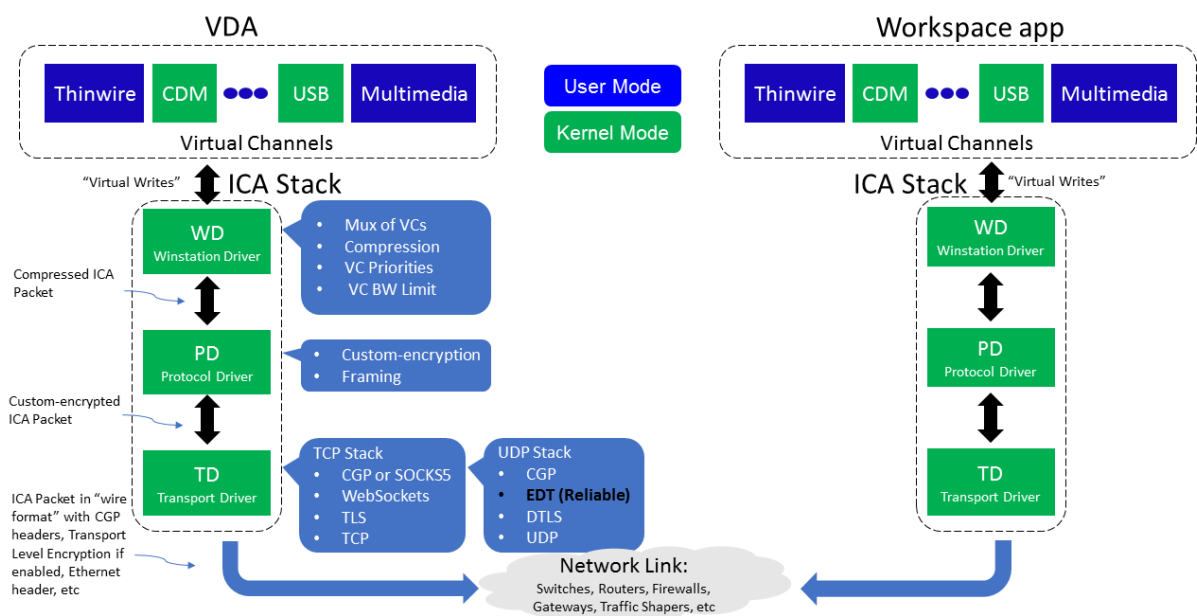 VDA
Thinwire
CDM
USB
Multimedia
Virtual Channels
User Mode
Kernel Mode
Workspace app
Thinwire
CDM
USB
Multimedia
Virtual Channels
"Virtual Writes"
ICA Stack
ICA Stack
"Virtual Writes"
WD
Winstation Driver
• Mux of VCs
• Compression
• VC Priorities
• VC BW Limit
WD
Winstation Driver
Compressed ICA
Packet
PD
Protocol Driver
• Custom-encryption
• Framing
PD
Protocol Driver
Custom-encrypted
ICA Packet
TD
Transport Driver
TCP Stack
• CGP or SOCKS5
• WebSockets
• TLS
• TCP
UDP Stack
• CGP
• EDT (Reliable)
• DTLS
• UDP
TD
Transport Driver
ICA Packet in "wire
format" with CGP
headers, Transport
Level Encryption if
enabled, Ethernet
header, etc
Network Link:
Switches, Routers, Firewalls,
Gateways, Traffic Shapers, etc